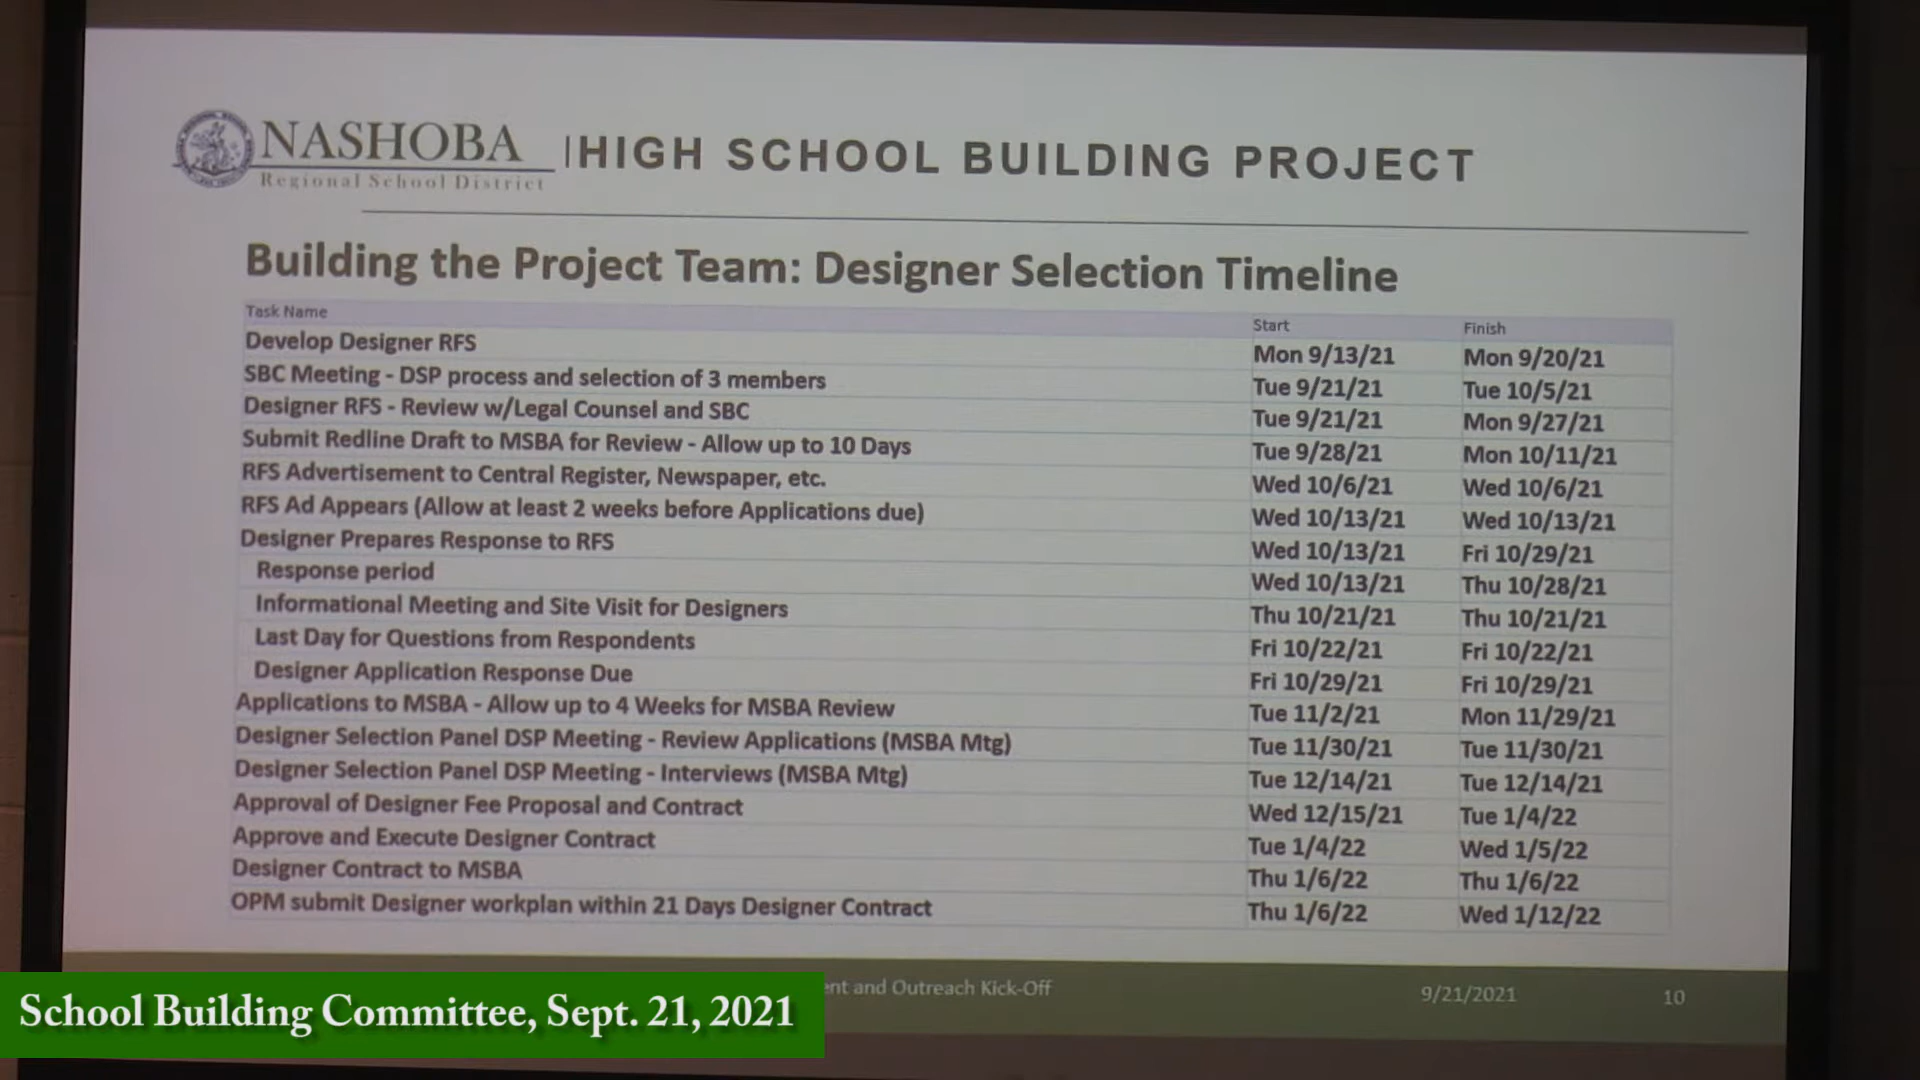 NASHOBA
Regional School District
HIGH SCHOOL BUILDING PROJECT
Building the Project Team: Designer Selection Timeline
Task Name Start Finish
Develop Designer RFS Mon 9/13/21 Mon 9/20/21
SBC Meeting - DSP process and selection of 3 members Tue 9/21/21 Tue 10/5/21
Designer RFS - Review w/Legal Counsel and SBC Tue 9/21/21 Mon 9/27/21
Submit Redline Draft to MSBA for Review - Allow up to 10 Days Tue 9/28/21 Mon 10/11/21
RFS Advertisement to Central Register, Newspaper, etc. Wed 10/6/21 Wed 10/6/21
RFS Ad Appears (Allow at least 2 weeks before Applications due) Wed 10/13/21 Wed 10/13/21
Designer Prepares Response to RFS Wed 10/13/21 Fri 10/29/21
Response period Wed 10/13/21 Thu 10/28/21
Informational Meeting and Site Visit for Designers Thu 10/21/21 Thu 10/21/21
Last Day for Questions from Respondents Fri 10/22/21 Fri 10/22/21
Designer Application Response Due Fri 10/29/21 Fri 10/29/21
Applications to MSBA - Allow up to 4 Weeks for MSBA Review Tue 11/2/21 Mon 11/29/21
Designer Selection Panel DSP Meeting - Review Applications (MSBA Mtg) Tue 11/30/21 Tue 11/30/21
Designer Selection Panel DSP Meeting - Interviews (MSBA Mtg) Tue 12/14/21 Tue 12/14/21
Approval of Designer Fee Proposal and Contract Wed 12/15/21 Tue 1/4/22
Approve and Execute Designer Contract Tue 1/4/22 Wed 1/5/22
Designer Contract to MSBA Thu 1/6/22 Thu 1/6/22
OPM submit Designer workplan within 21 Days Designer Contract Thu 1/6/22 Wed 1/12/22
and Outreach Kick-Off 9/21/2021 10
School Building Committee, Sept. 21, 2021